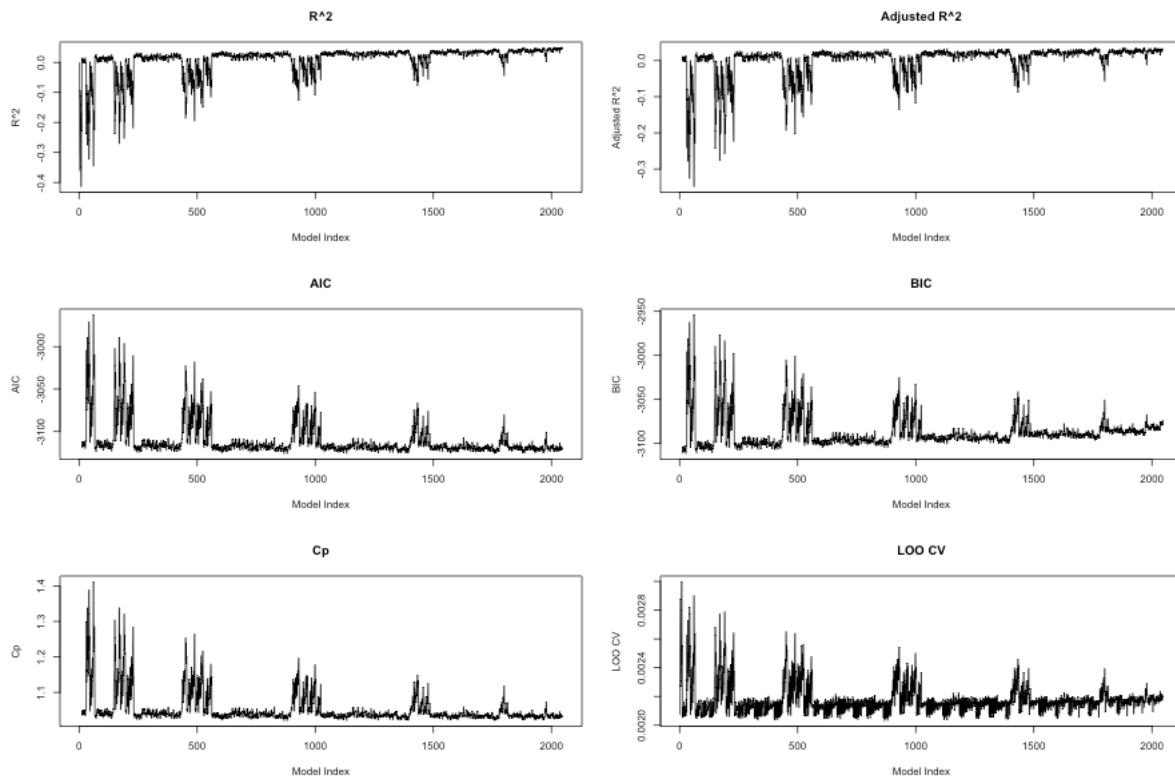 R^2
R^2
0.0
-0.1
-0.2
-0.3
-0.4
0 500 1000 1500 2000
Model Index
Adjusted R^2
Adjusted R^2
0.0
-0.1
-0.2
-0.3
0 500 1000 1500 2000
Model Index
AIC
AIC
-3000
-3050
-3100
0 500 1000 1500 2000
Model Index
BIC
BIC
-2950
-3000
-3050
-3100
0 500 1000 1500 2000
Model Index
Cp
Cp
1.4
1.3
1.2
1.1
0 500 1000 1500 2000
Model Index
LOO CV
LOO CV
0.0028
0.0024
0.0020
0 500 1000 1500 2000
Model Index